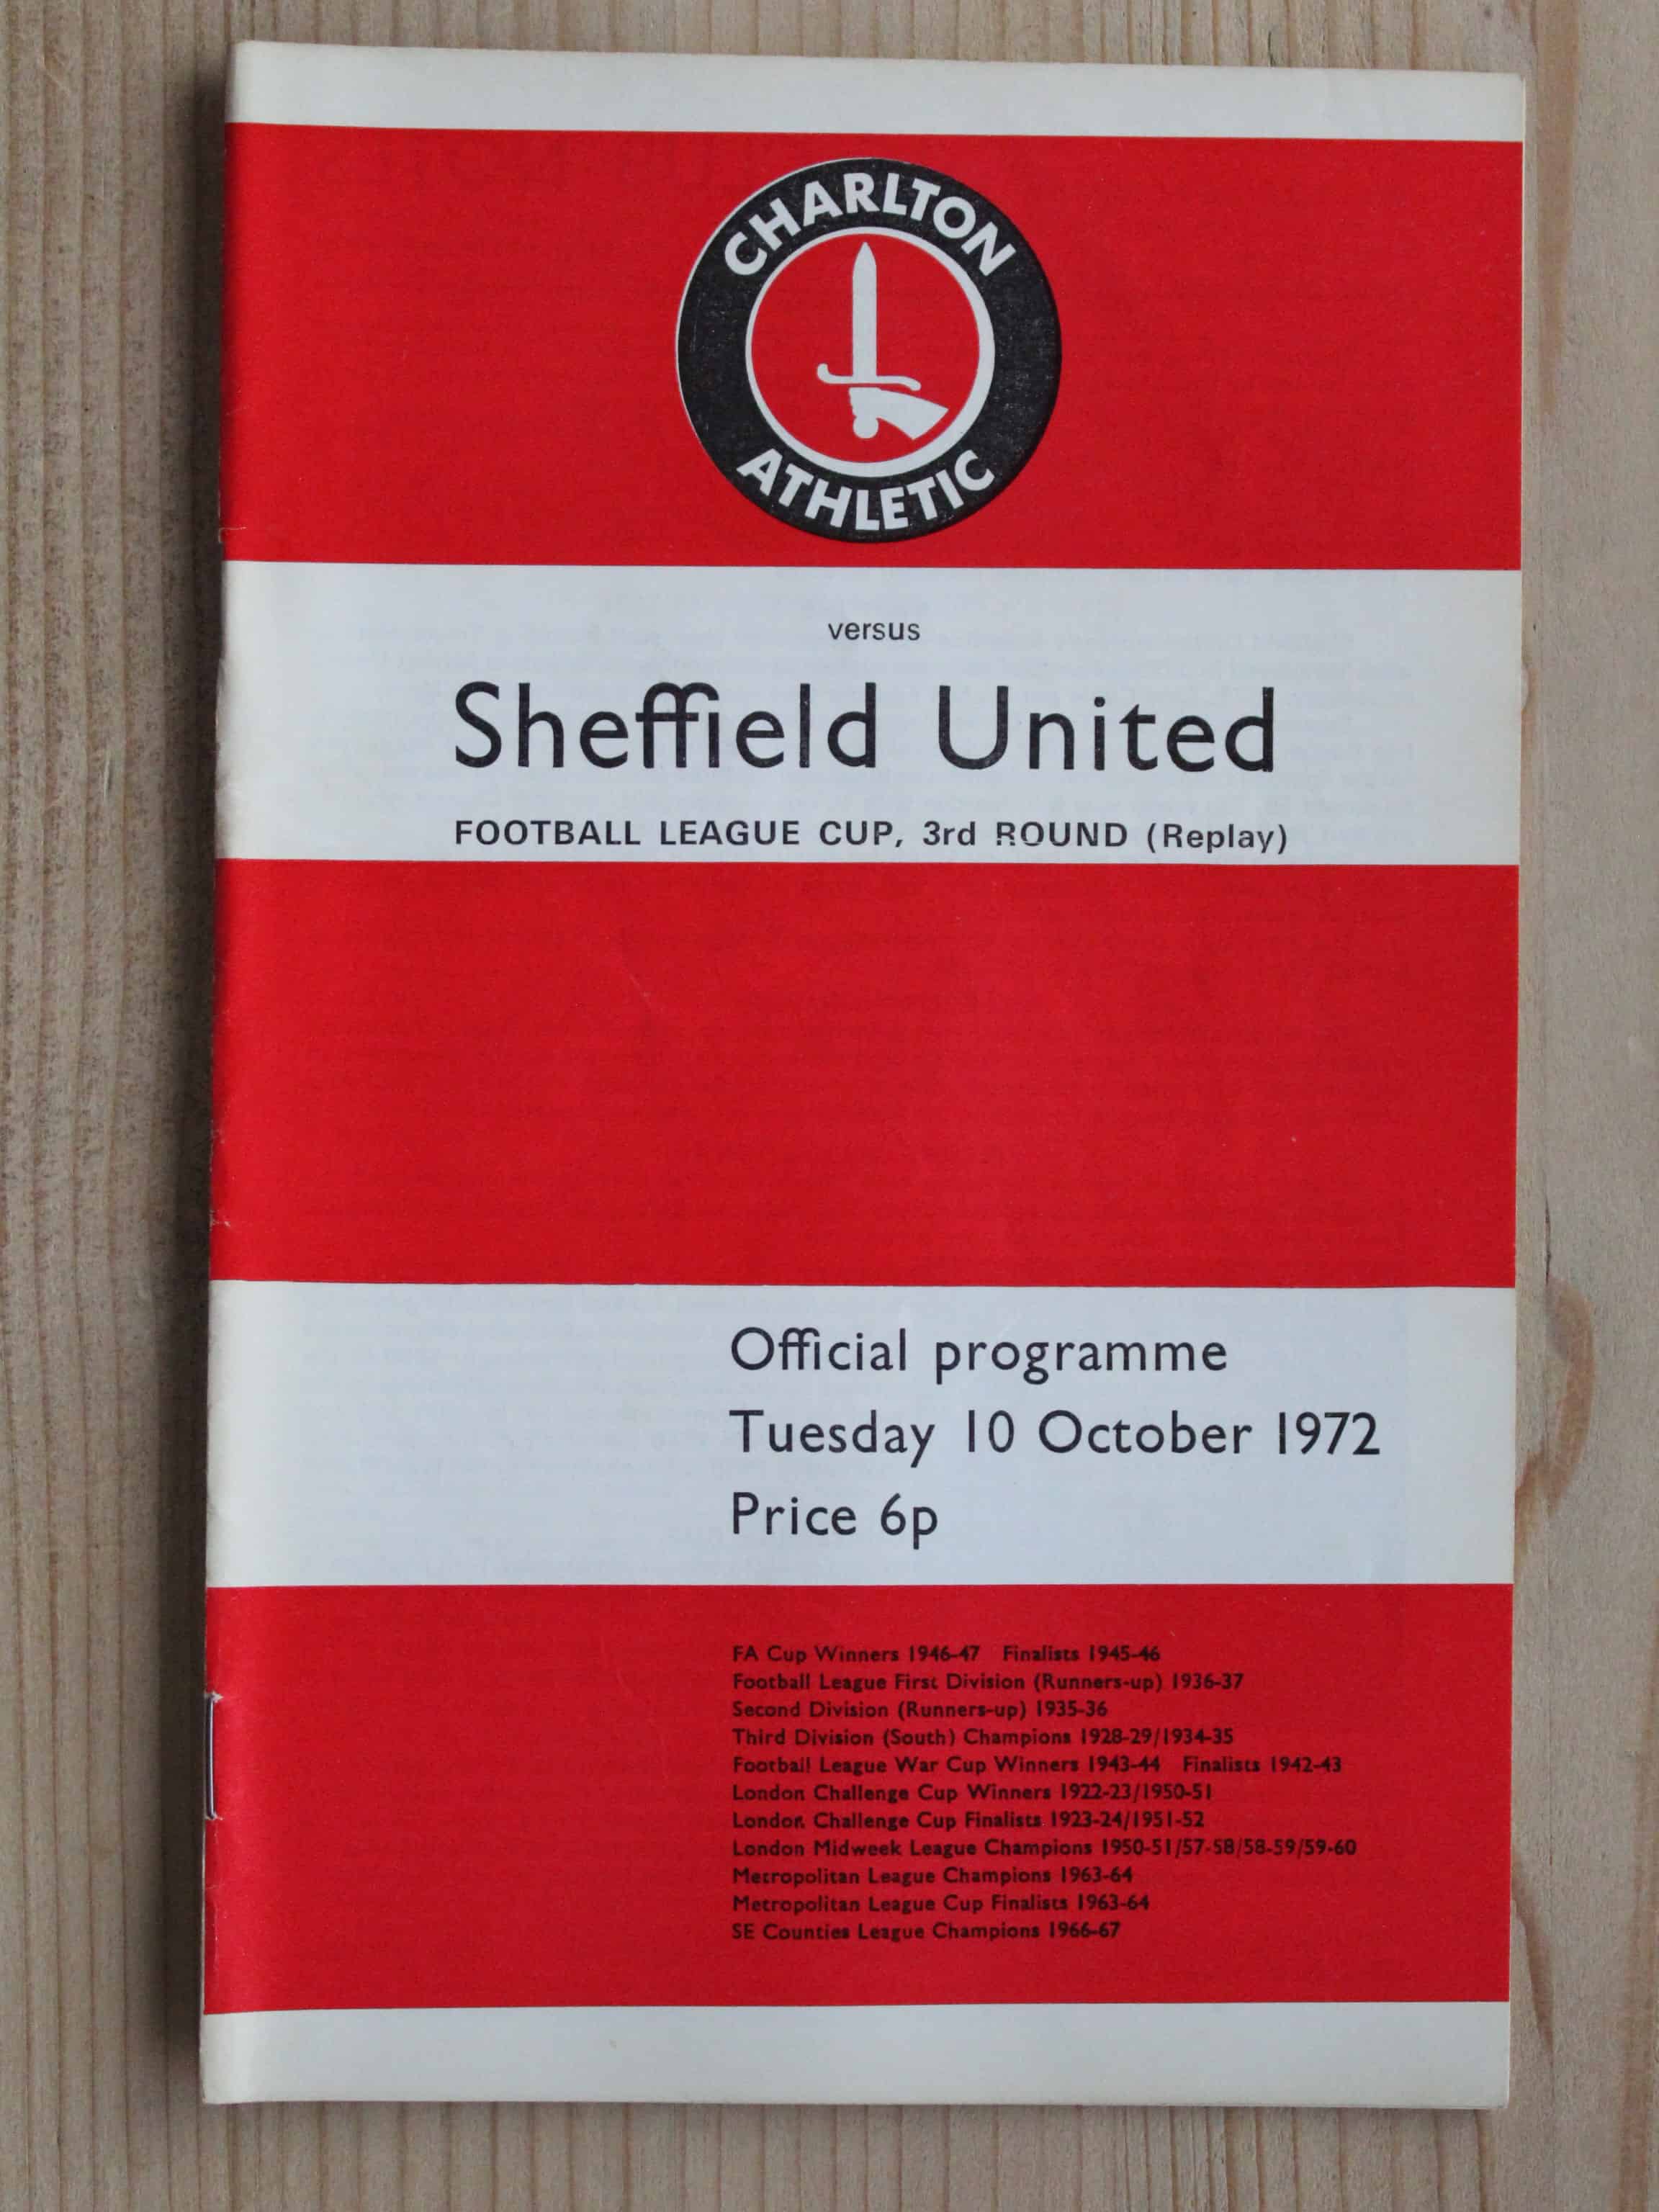 CHARLTON
ATHLETIC
versus
Sheffield United
FOOTBALL LEAGUE CUP, 3rd ROUND (Replay)
Official programme
Tuesday 10 October 1972
Price 6p
FA Cup Winners 1946-47 Finalists 1945-46
Football League First Division (Runners-up) 1936-37
Second Division (Runners-up) 1935-36
Third Division (South) Champions 1928-29/1934-35
Football League War Cup Winners 1943-44 Finalists 1942-43
London Challenge Cup Winners 1922-23/1950-51
London Challenge Cup Finalists 1923-24/1951-52
London Midweek League Champions 1950-51/57-58/58-59/59-60
Metropolitan League Champions 1963-64
Metropolitan League Cup Finalists 1963-64
SE Counties League Champions 1966-67